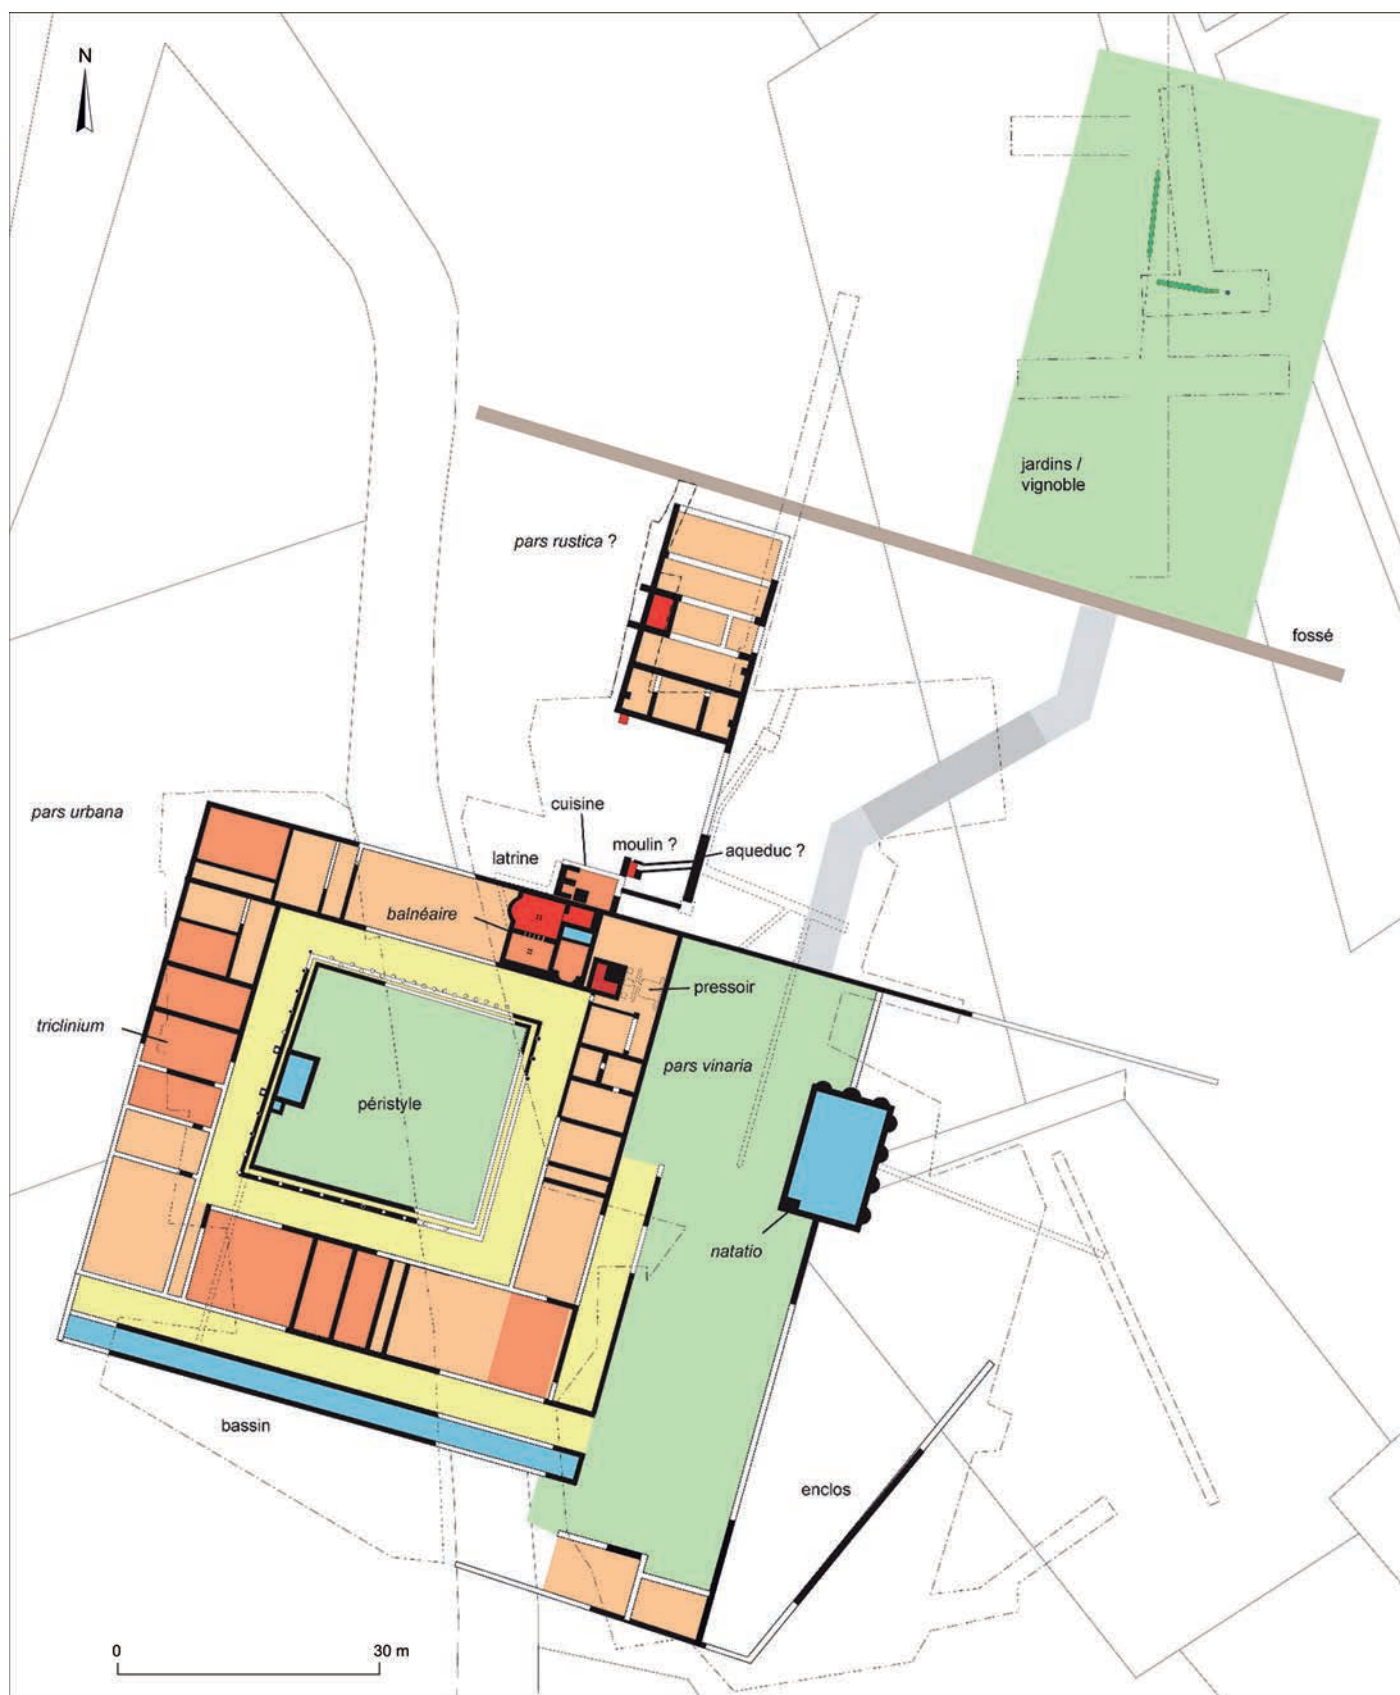 N
jardins /
vignoble
pars rustica ?
fossé
cuisine
pars urbana
moulin ?
aqueduc ?
latrine
balnéaire
pressoir
triclinium
pars vinaria
péristyle
natatio
bassin
enclos
0 30 m